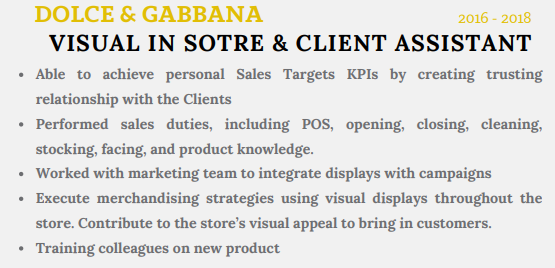 DOLCE & GABBANA
2016 - 2018
VISUAL IN SOTRE & CLIENT ASSISTANT
• Able to achieve personal Sales Targets KPIs by creating trusting
relationship with the Clients
• Performed sales duties, including POS, opening, closing, cleaning,
stocking, facing, and product knowledge.
• Worked with marketing team to integrate displays with campaigns
• Execute merchandising strategies using visual displays throughout the
store. Contribute to the store’s visual appeal to bring in customers.
• Training colleagues on new product